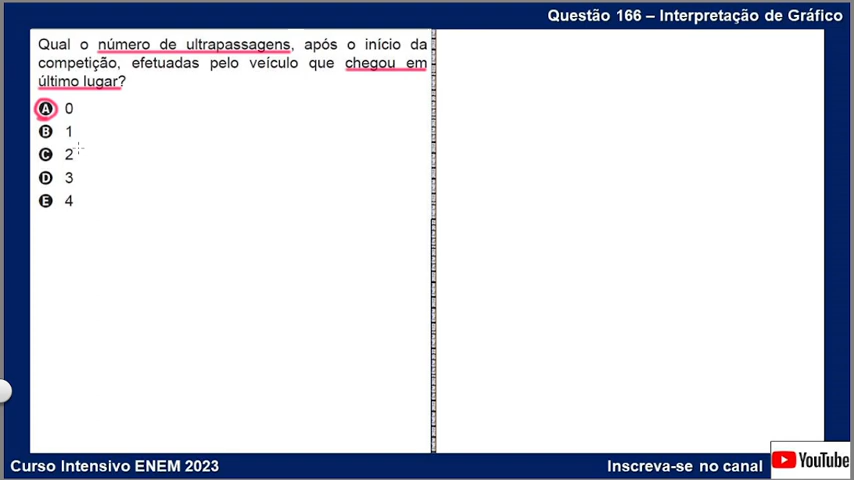 Questão 166 – Interpretação de Gráfico
Qual o número de ultrapassagens, após o início da
competição, efetuadas pelo veículo que chegou em
último lugar?
A 0
B 1
C 2
D 3
E 4
Curso Intensivo ENEM 2023
Inscreva-se no canal
YouTube